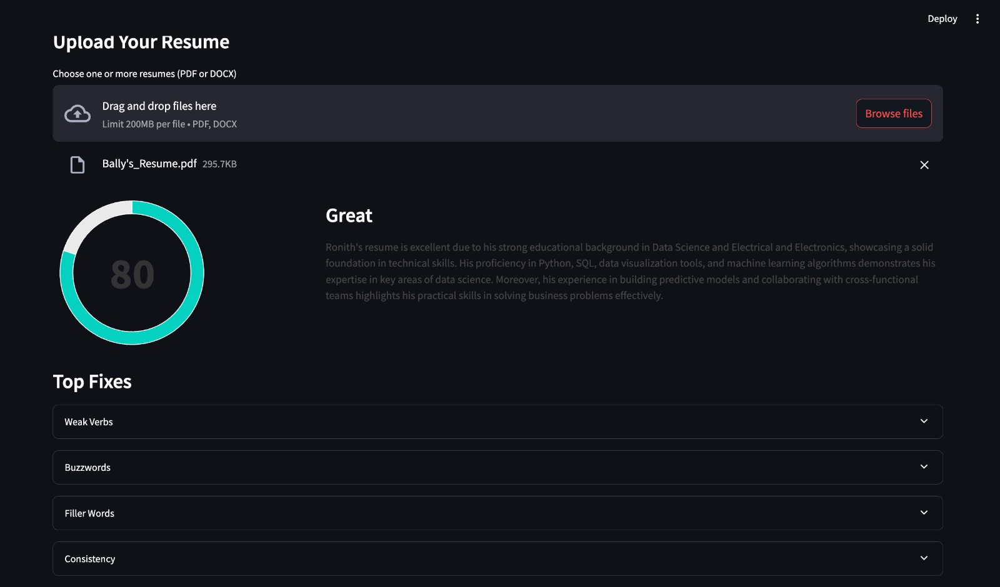 Deploy
Upload Your Resume
Choose one or more resumes (PDF or DOCX)
Drag and drop files here
Limit 200MB per file • PDF, DOCX
Browse files
Bally's_Resume.pdf 295.7KB
80
Great
Ronith's resume is excellent due to his strong educational background in Data Science and Electrical and Electronics, showcasing a solid
foundation in technical skills. His proficiency in Python, SQL, data visualization tools, and machine learning algorithms demonstrates his
expertise in key areas of data science. Moreover, his experience in building predictive models and collaborating with cross-functional
teams highlights his practical skills in solving business problems effectively.
Top Fixes
Weak Verbs
Buzzwords
Filler Words
Consistency